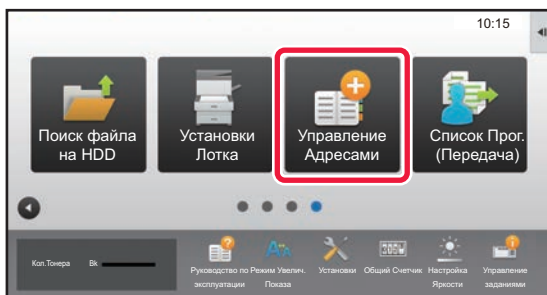 10:15
Поиск файла
на HDD
Установки
Лотка
Управление
Адресами
Список Прог.
(Передача)
Кол.Тонера Bk
Руководство по
эксплуатации
Режим Увелич.
Показа
Установки
Общий Счетчик
Настройка
Яркости
Управление
заданиями